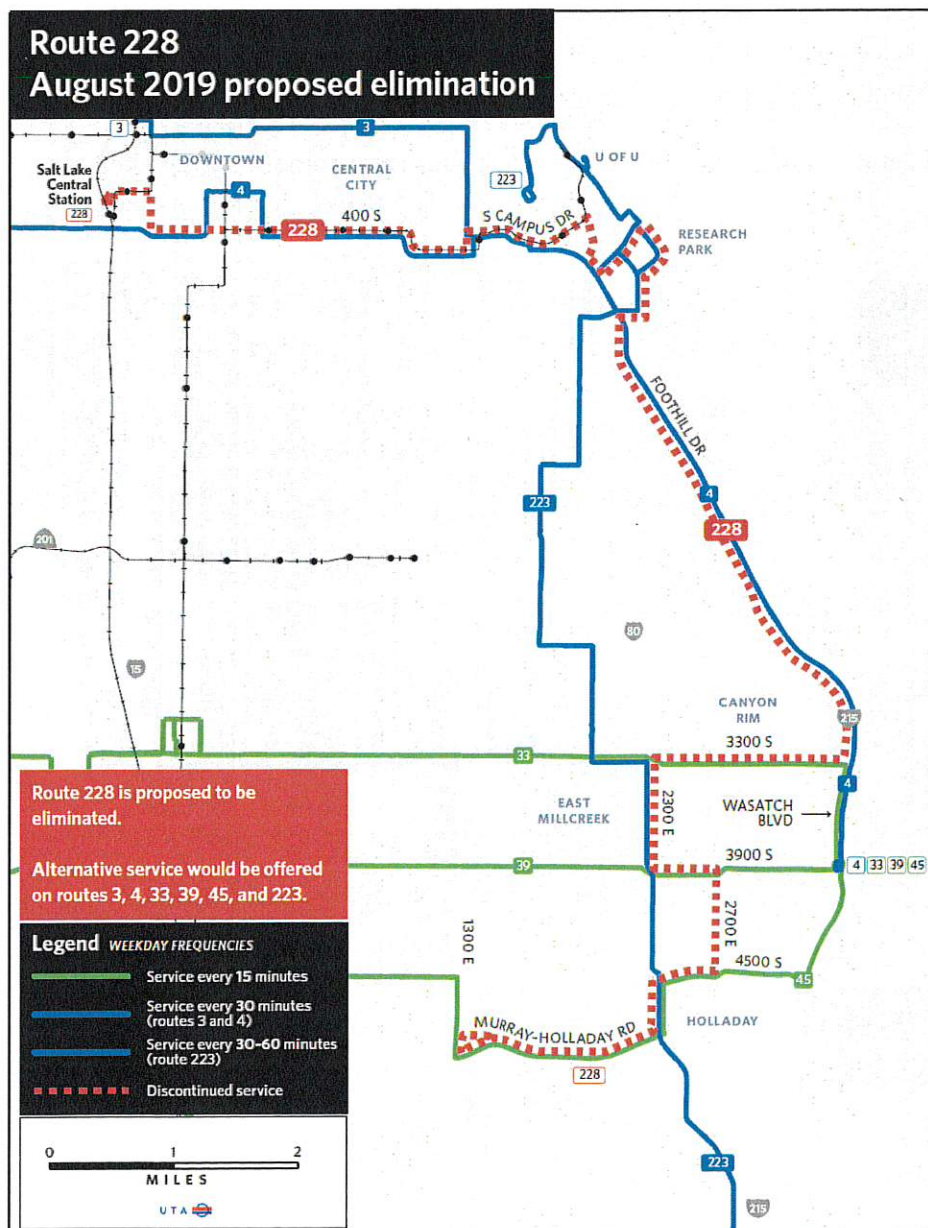 Route 228
August 2019 proposed elimination
3
DOWNTOWN
3
CENTRAL
CITY
U OF U
223
Salt Lake
Central
Station
228
4
400 S
228
S CAMPUS DR
RESEARCH
PARK
FOOTHILL DR
4
228
223
201
80
15
CANYON
RIM
215
3300 S
33
4
2300 E
WASATCH
BLVD
EAST
MILLCREEK
3900 S
39
4 33 39 45
Route 228 is proposed to be
eliminated.
Alternative service would be offered
on routes 3, 4, 33, 39, 45, and 223.
1300 E
2700 E
4500 S
45
MURRAY-HOLLADAY RD
HOLLADAY
228
223
215
Legend WEEKDAY FREQUENCIES
Service every 15 minutes
Service every 30 minutes
(routes 3 and 4)
Service every 30-60 minutes
(route 223)
Discontinued service
0 1 2
MILES
UTA